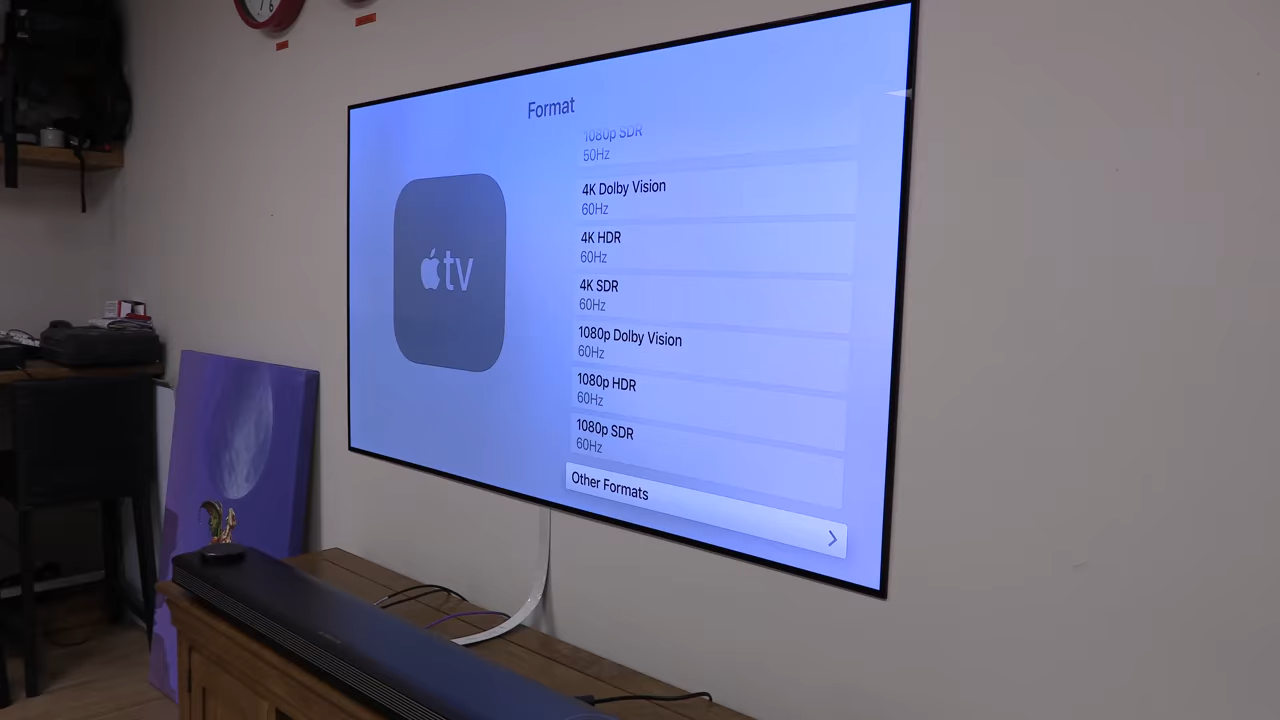 Format
1080p SDR
50Hz
4K Dolby Vision
60Hz
4K HDR
60Hz
4K SDR
60Hz
1080p Dolby Vision
60Hz
1080p HDR
60Hz
1080p SDR
60Hz
Other Formats
tv